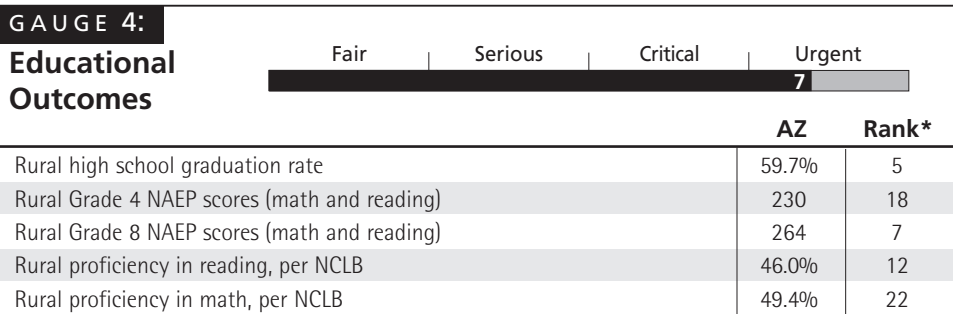 GAUGE 4:
Educational
Outcomes
Fair Serious Critical Urgent
7
AZ Rank*
Rural high school graduation rate 59.7% 5
Rural Grade 4 NAEP scores (math and reading) 230 18
Rural Grade 8 NAEP scores (math and reading) 264 7
Rural proficiency in reading, per NCLB 46.0% 12
Rural proficiency in math, per NCLB 49.4% 22